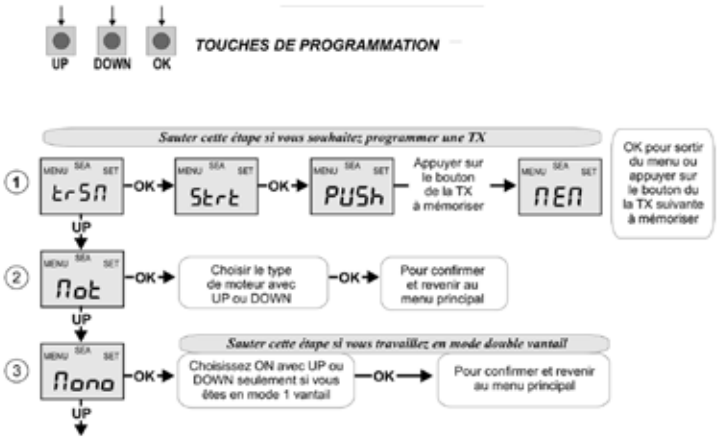 UP DOWN OK TOUCHES DE PROGRAMMATION
Sauter cette étape si vous souhaitez programmer une TX
1 MENU SEA SET
trSM
OK
MENU SEA SET
Strt
OK
MENU SEA SET
PUSh
Appuyer sur
le bouton
de la TX
à mémoriser
MENU SEA SET
MEM
OK pour sortir
du menu ou
appuyer sur
le bouton du
la TX suivante
à mémoriser
UP
2 MENU SEA SET
Mot
OK
Choisir le type
de moteur avec
UP ou DOWN
OK
Pour confirmer
et revenir au
menu principal
UP
Sauter cette étape si vous travaillez en mode double vantail
3 MENU SEA SET
Mono
OK
Choisissez ON avec UP ou
DOWN seulement si vous
êtes en mode 1 vantail
OK
Pour confirmer et revenir
au menu principal
UP